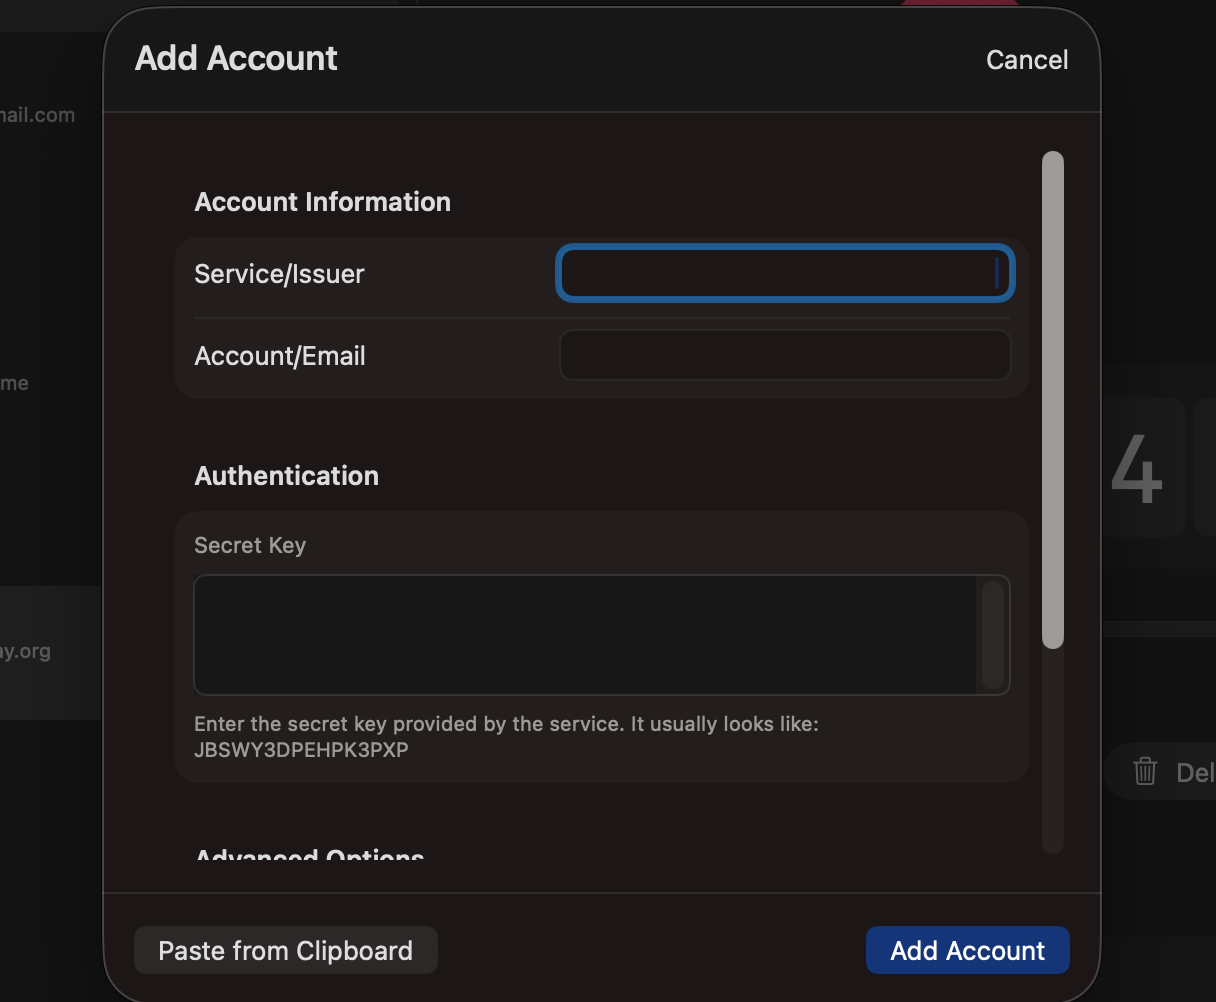 Add Account
Cancel
Account Information
Service/Issuer
Account/Email
Authentication
Secret Key
Enter the secret key provided by the service. It usually looks like:
JBSWY3DPEHPK3PXP
Advanced Options
Paste from Clipboard
Add Account
mail.com
me
ay.org
4
Del